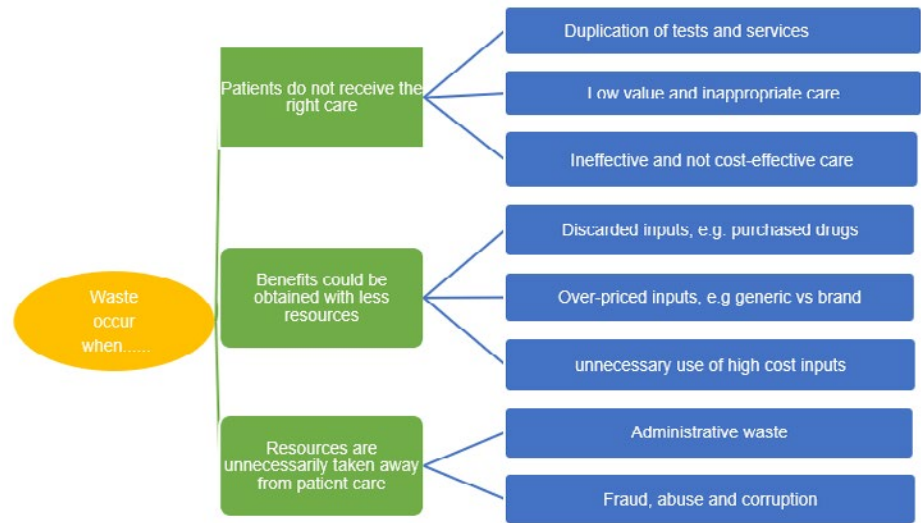 Waste
occur
when......
Patients do not receive the
right care
Duplication of tests and services
Low value and inappropriate care
Ineffective and not cost-effective care
Benefits could be
obtained with less
resources
Discarded inputs, e.g. purchased drugs
Over-priced inputs, e.g generic vs brand
unnecessary use of high cost inputs
Resources are
unnecessarily taken away
from patient care
Administrative waste
Fraud, abuse and corruption